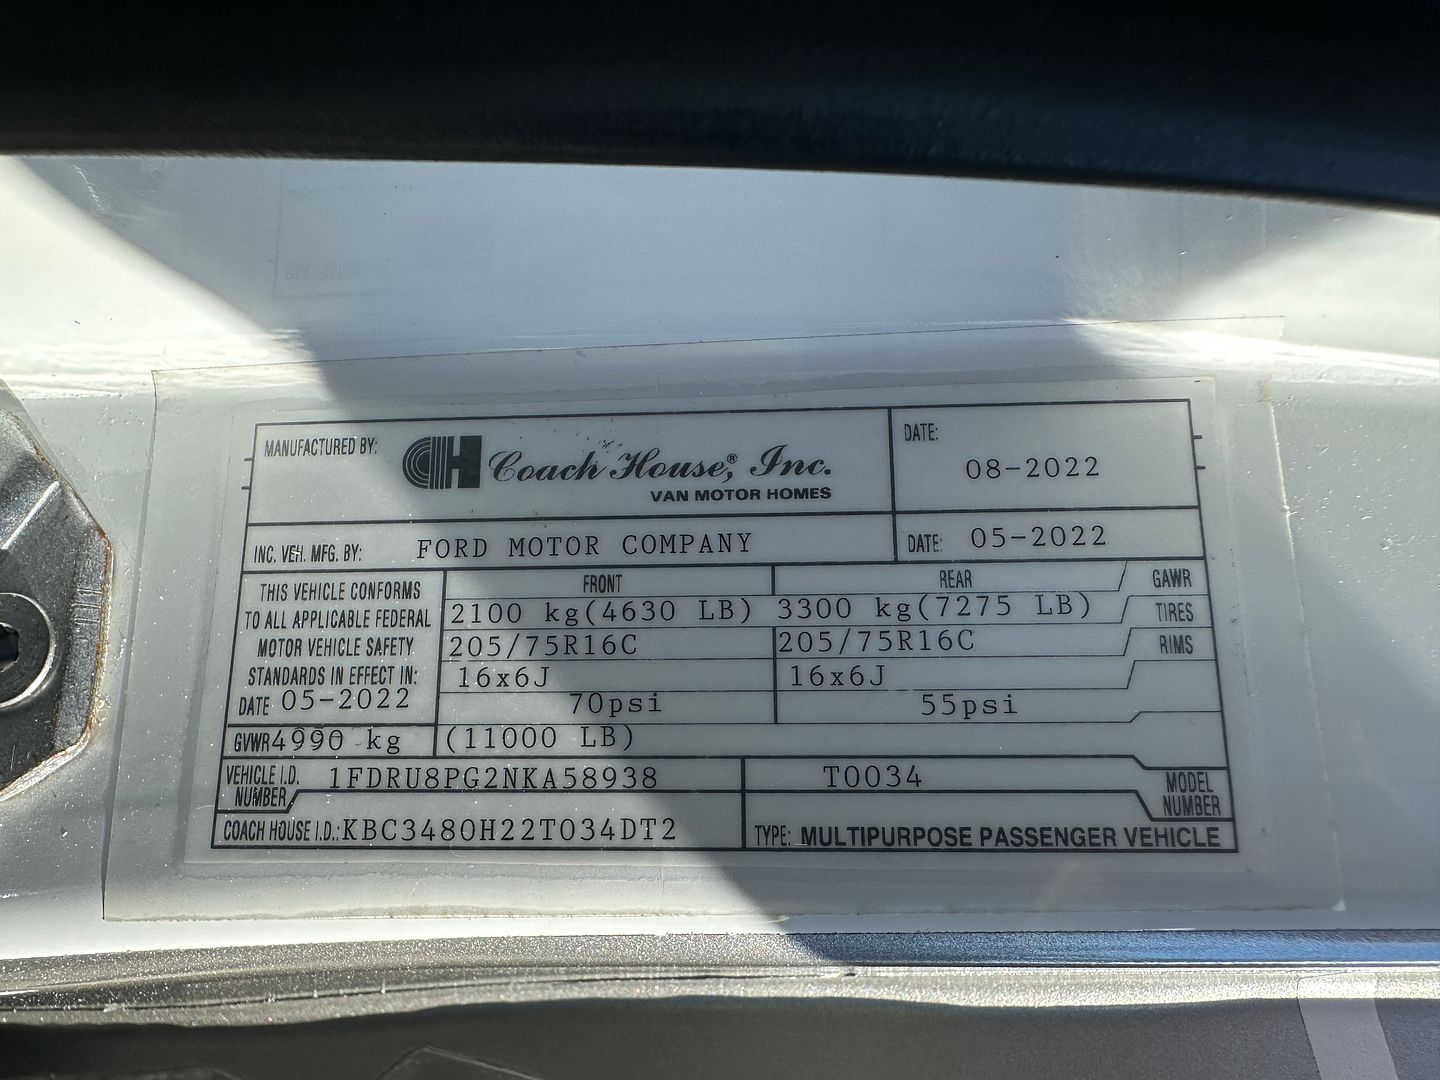 MANUFACTURED BY: CH Coach House,® Inc. DATE:
VAN MOTOR HOMES 08-2022
INC. VEH. MFG. BY: FORD MOTOR COMPANY DATE: 05-2022
THIS VEHICLE CONFORMS FRONT REAR GAWR
TO ALL APPLICABLE FEDERAL 2100 kg(4630 LB) 3300 kg(7275 LB) TIRES
MOTOR VEHICLE SAFETY 205/75R16C 205/75R16C RIMS
STANDARDS IN EFFECT IN: 16x6J 16x6J
DATE 05-2022 70psi 55psi
GVWR 4990 kg (11000 LB)
VEHICLE I.D. NUMBER 1FDRU8PG2NKA58938 T0034 MODEL NUMBER
COACH HOUSE I.D.: KBC3480H22T034DT2 TYPE: MULTIPURPOSE PASSENGER VEHICLE